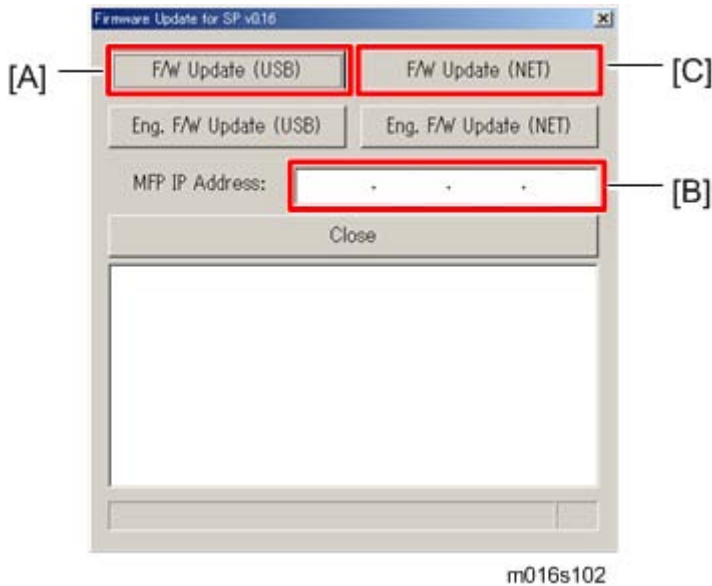 Firmware Update for SP v0.16
[A] F/W Update (USB) F/W Update (NET) [C]
Eng. F/W Update (USB) Eng. F/W Update (NET)
MFP IP Address: . . . [B]
Close
m016s102